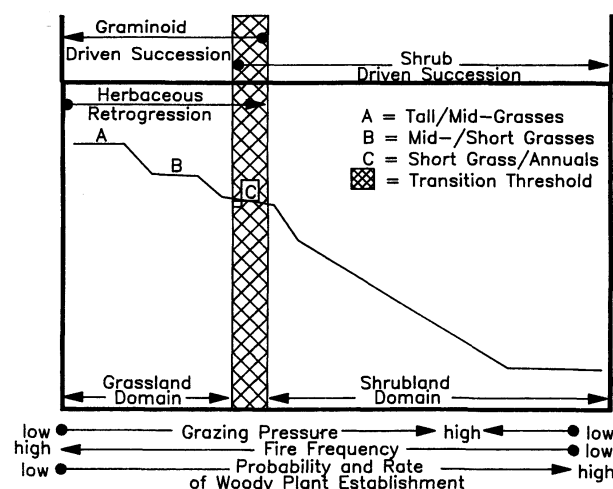 Graminoid
Driven Succession
Shrub
Driven Succession
Herbaceous
Retrogression
A
B
C
A = Tall/Mid-Grasses
B = Mid-/Short Grasses
C = Short Grass/Annuals
= Transition Threshold
Grassland
Domain
Shrubland
Domain
low Grazing Pressure high low
high Fire Frequency low
low Probability and Rate high
of Woody Plant Establishment